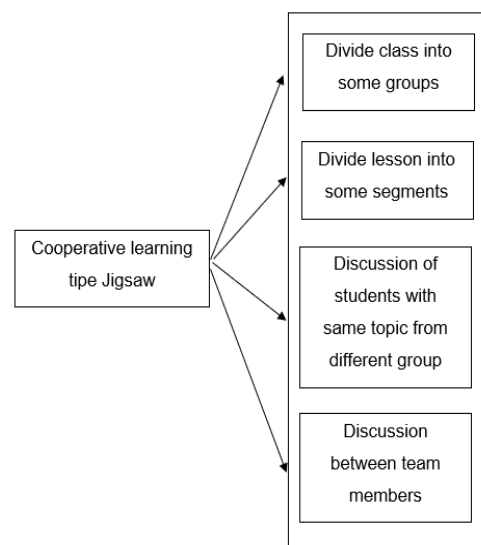 Cooperative learning
tipe Jigsaw
Divide class into
some groups
Divide lesson into
some segments
Discussion of
students with
same topic from
different group
Discussion
between team
members